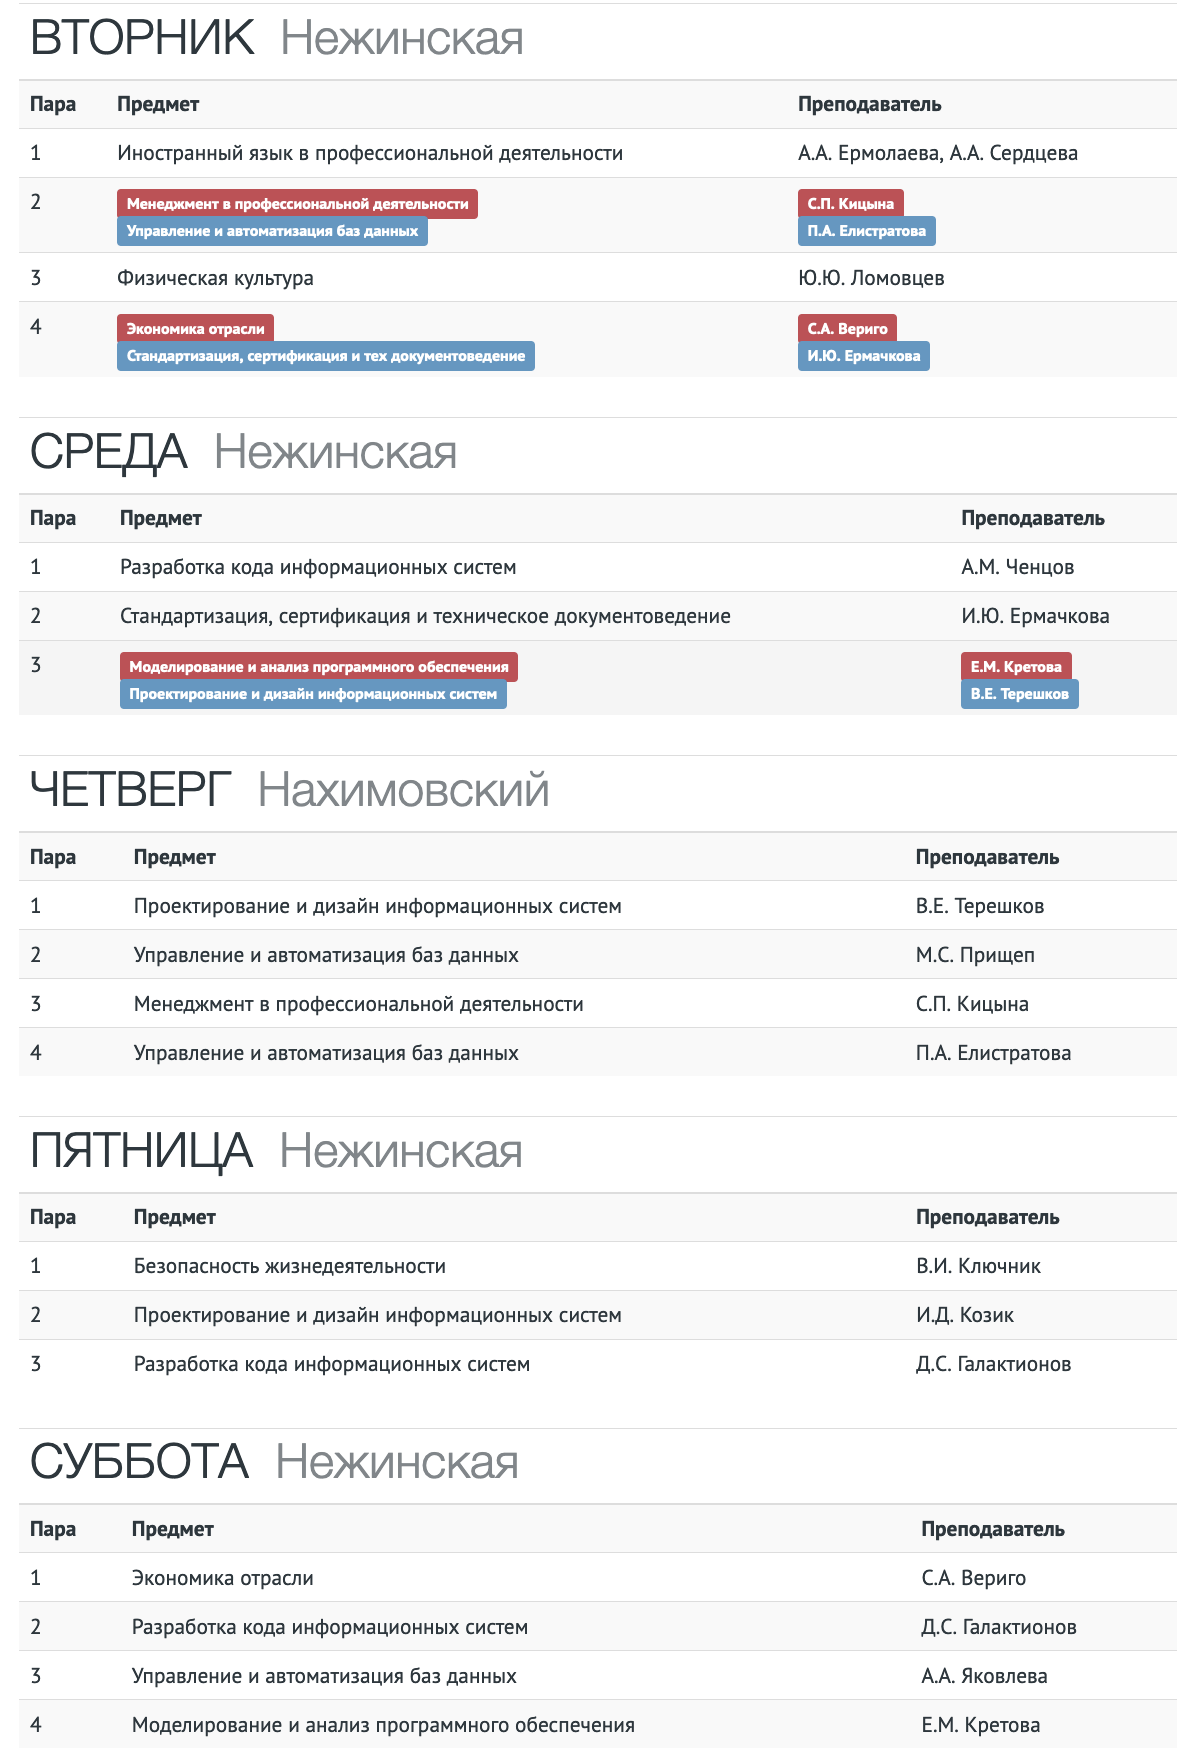 ВТОРНИК Нежинская
Пара Предмет Преподаватель
1 Иностранный язык в профессиональной деятельности А.А. Ермолаева, А.А. Сердцева
2 Менеджмент в профессиональной деятельности С.П. Кицына
Управление и автоматизация баз данных П.А. Елистратова
3 Физическая культура Ю.Ю. Ломовцев
4 Экономика отрасли С.А. Вериго
Стандартизация, сертификация и тех документоведение И.Ю. Ермачкова
СРЕДА Нежинская
Пара Предмет Преподаватель
1 Разработка кода информационных систем А.М. Ченцов
2 Стандартизация, сертификация и техническое документоведение И.Ю. Ермачкова
3 Моделирование и анализ программного обеспечения Е.М. Кретова
Проектирование и дизайн информационных систем В.Е. Терешков
ЧЕТВЕРГ Нахимовский
Пара Предмет Преподаватель
1 Проектирование и дизайн информационных систем В.Е. Терешков
2 Управление и автоматизация баз данных М.С. Прищеп
3 Менеджмент в профессиональной деятельности С.П. Кицына
4 Управление и автоматизация баз данных П.А. Елистратова
ПЯТНИЦА Нежинская
Пара Предмет Преподаватель
1 Безопасность жизнедеятельности В.И. Ключник
2 Проектирование и дизайн информационных систем И.Д. Козик
3 Разработка кода информационных систем Д.С. Галактионов
СУББОТА Нежинская
Пара Предмет Преподаватель
1 Экономика отрасли С.А. Вериго
2 Разработка кода информационных систем Д.С. Галактионов
3 Управление и автоматизация баз данных А.А. Яковлева
4 Моделирование и анализ программного обеспечения Е.М. Кретова